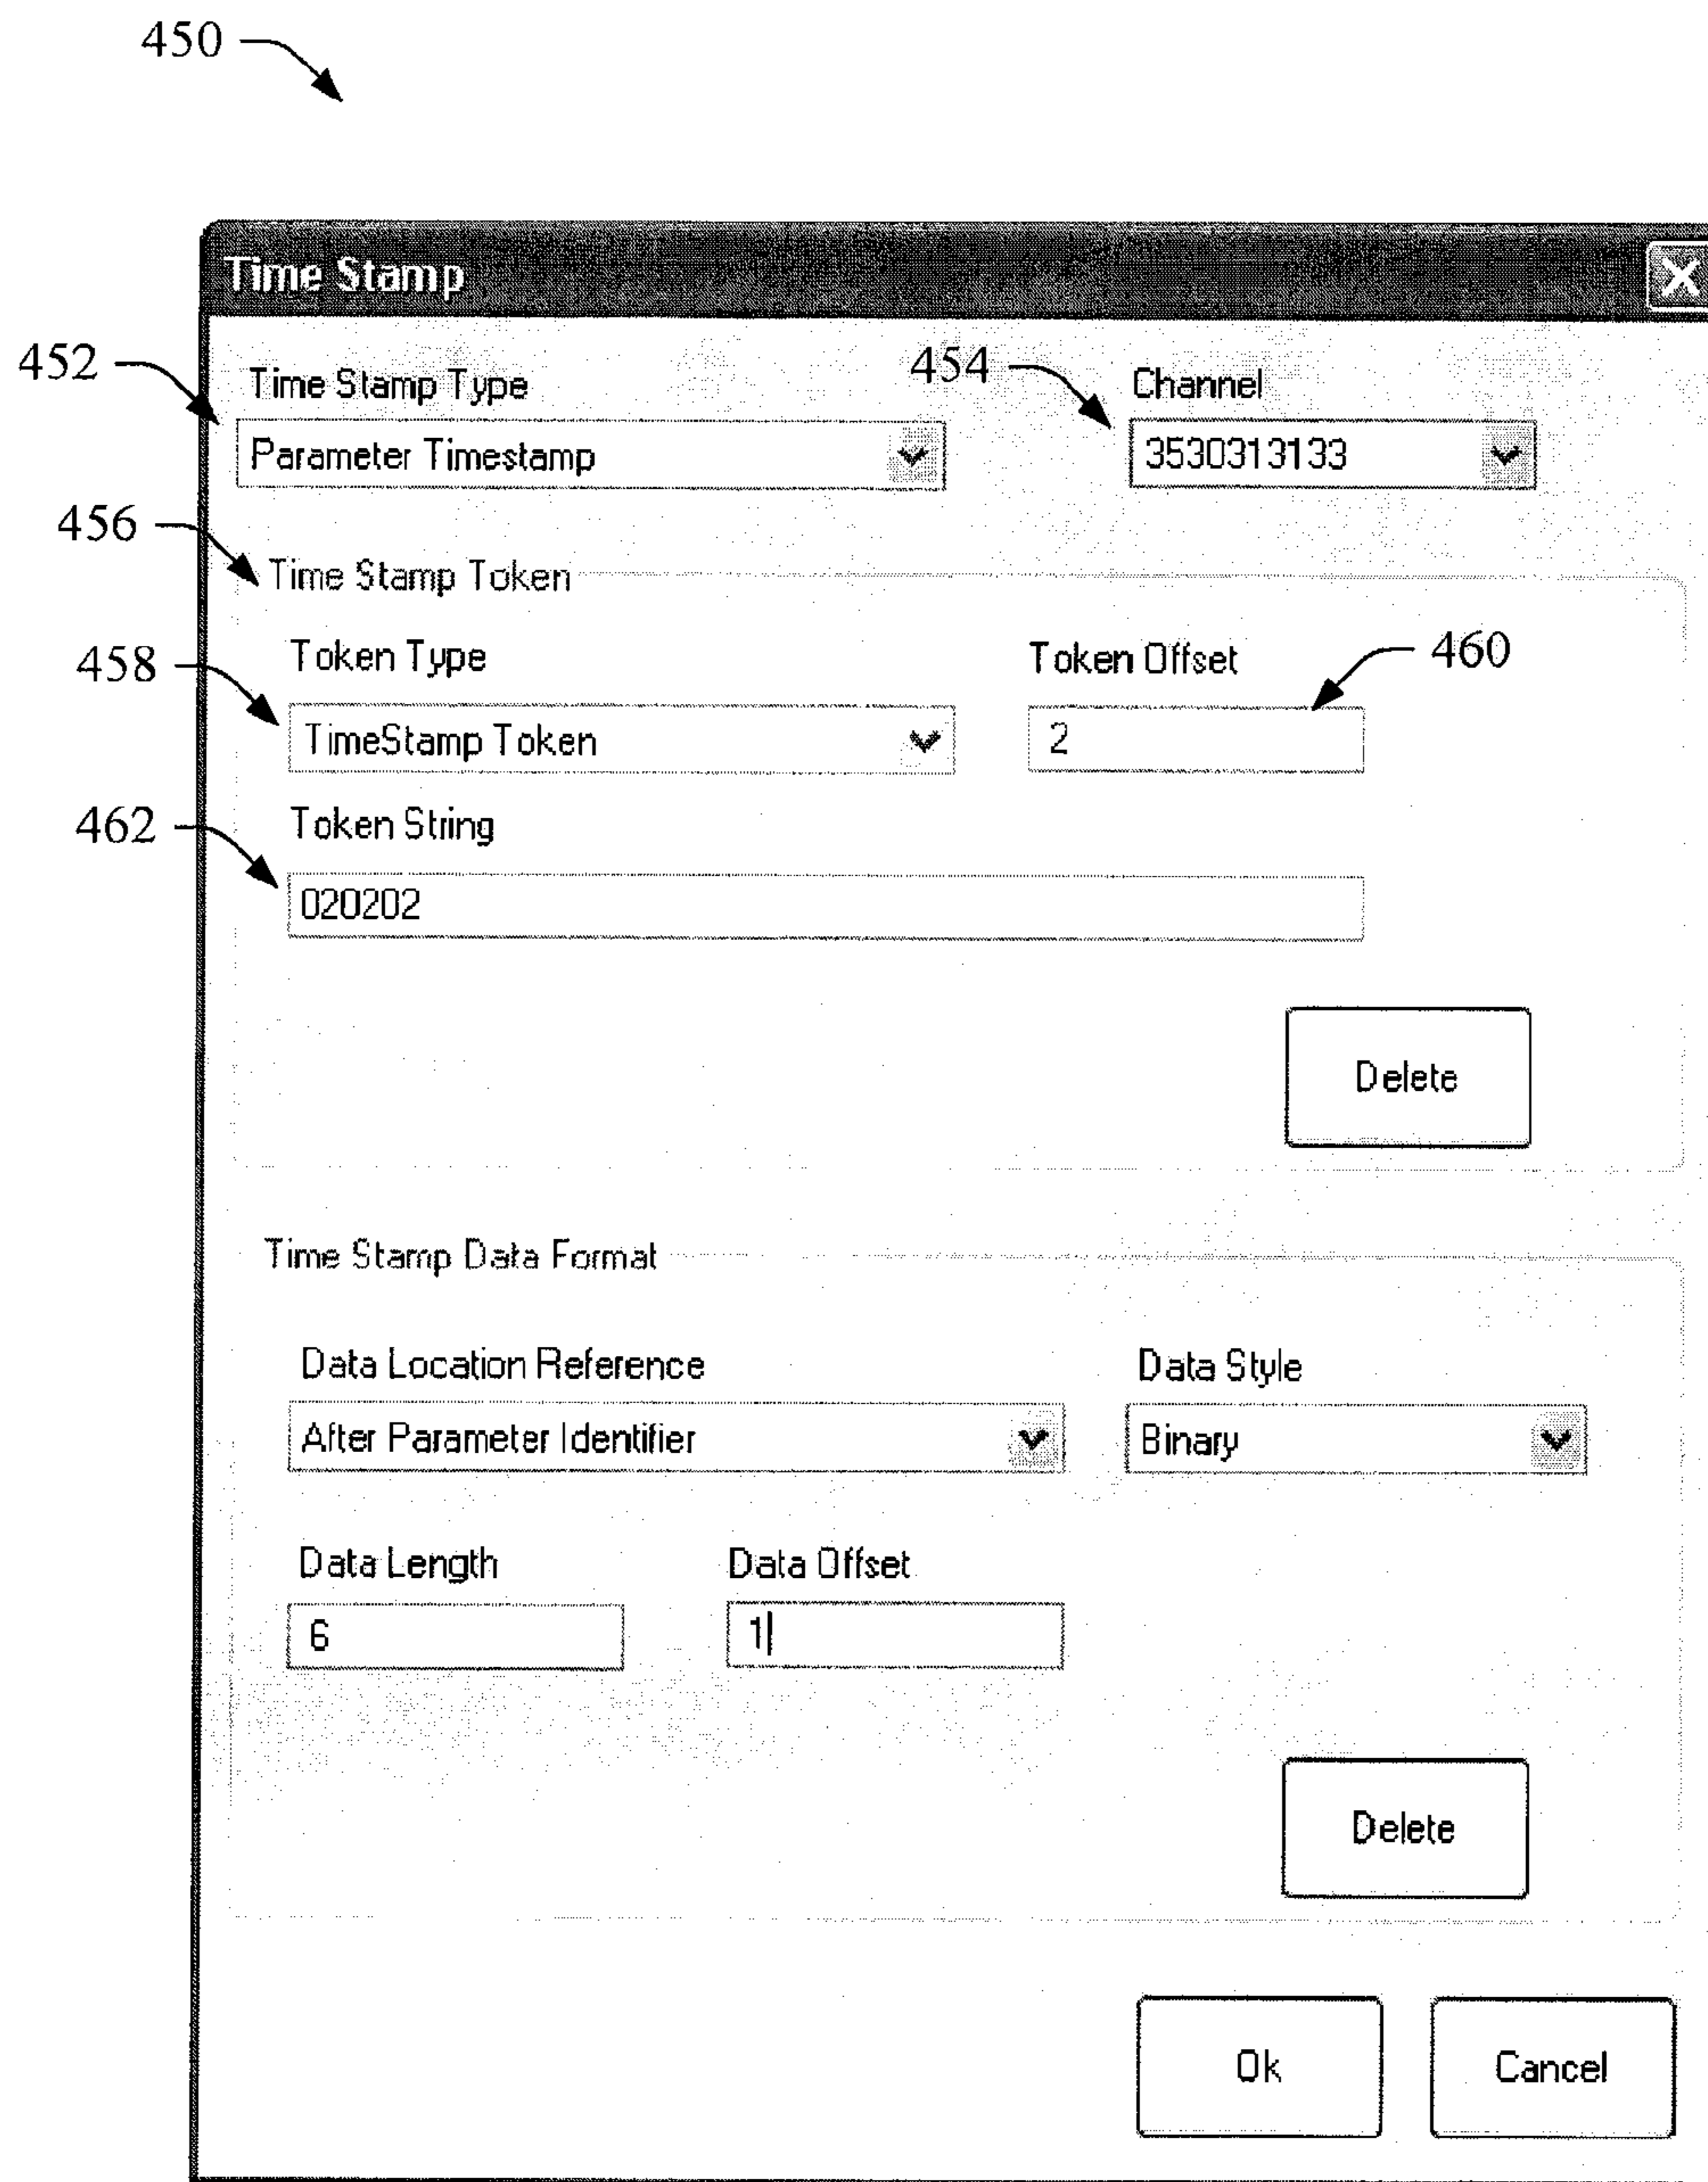 450
Time Stamp
452
Time Stamp Type
454
Channel
Parameter Timestamp
3530313133
456
Time Stamp Token
458
Token Type
Token Offset
460
TimeStamp Token
2
462
Token String
020202
Delete
Time Stamp Data Format
Data Location Reference
Data Style
After Parameter Identifier
Binary
Data Length
Data Offset
6
1
Delete
Ok
Cancel